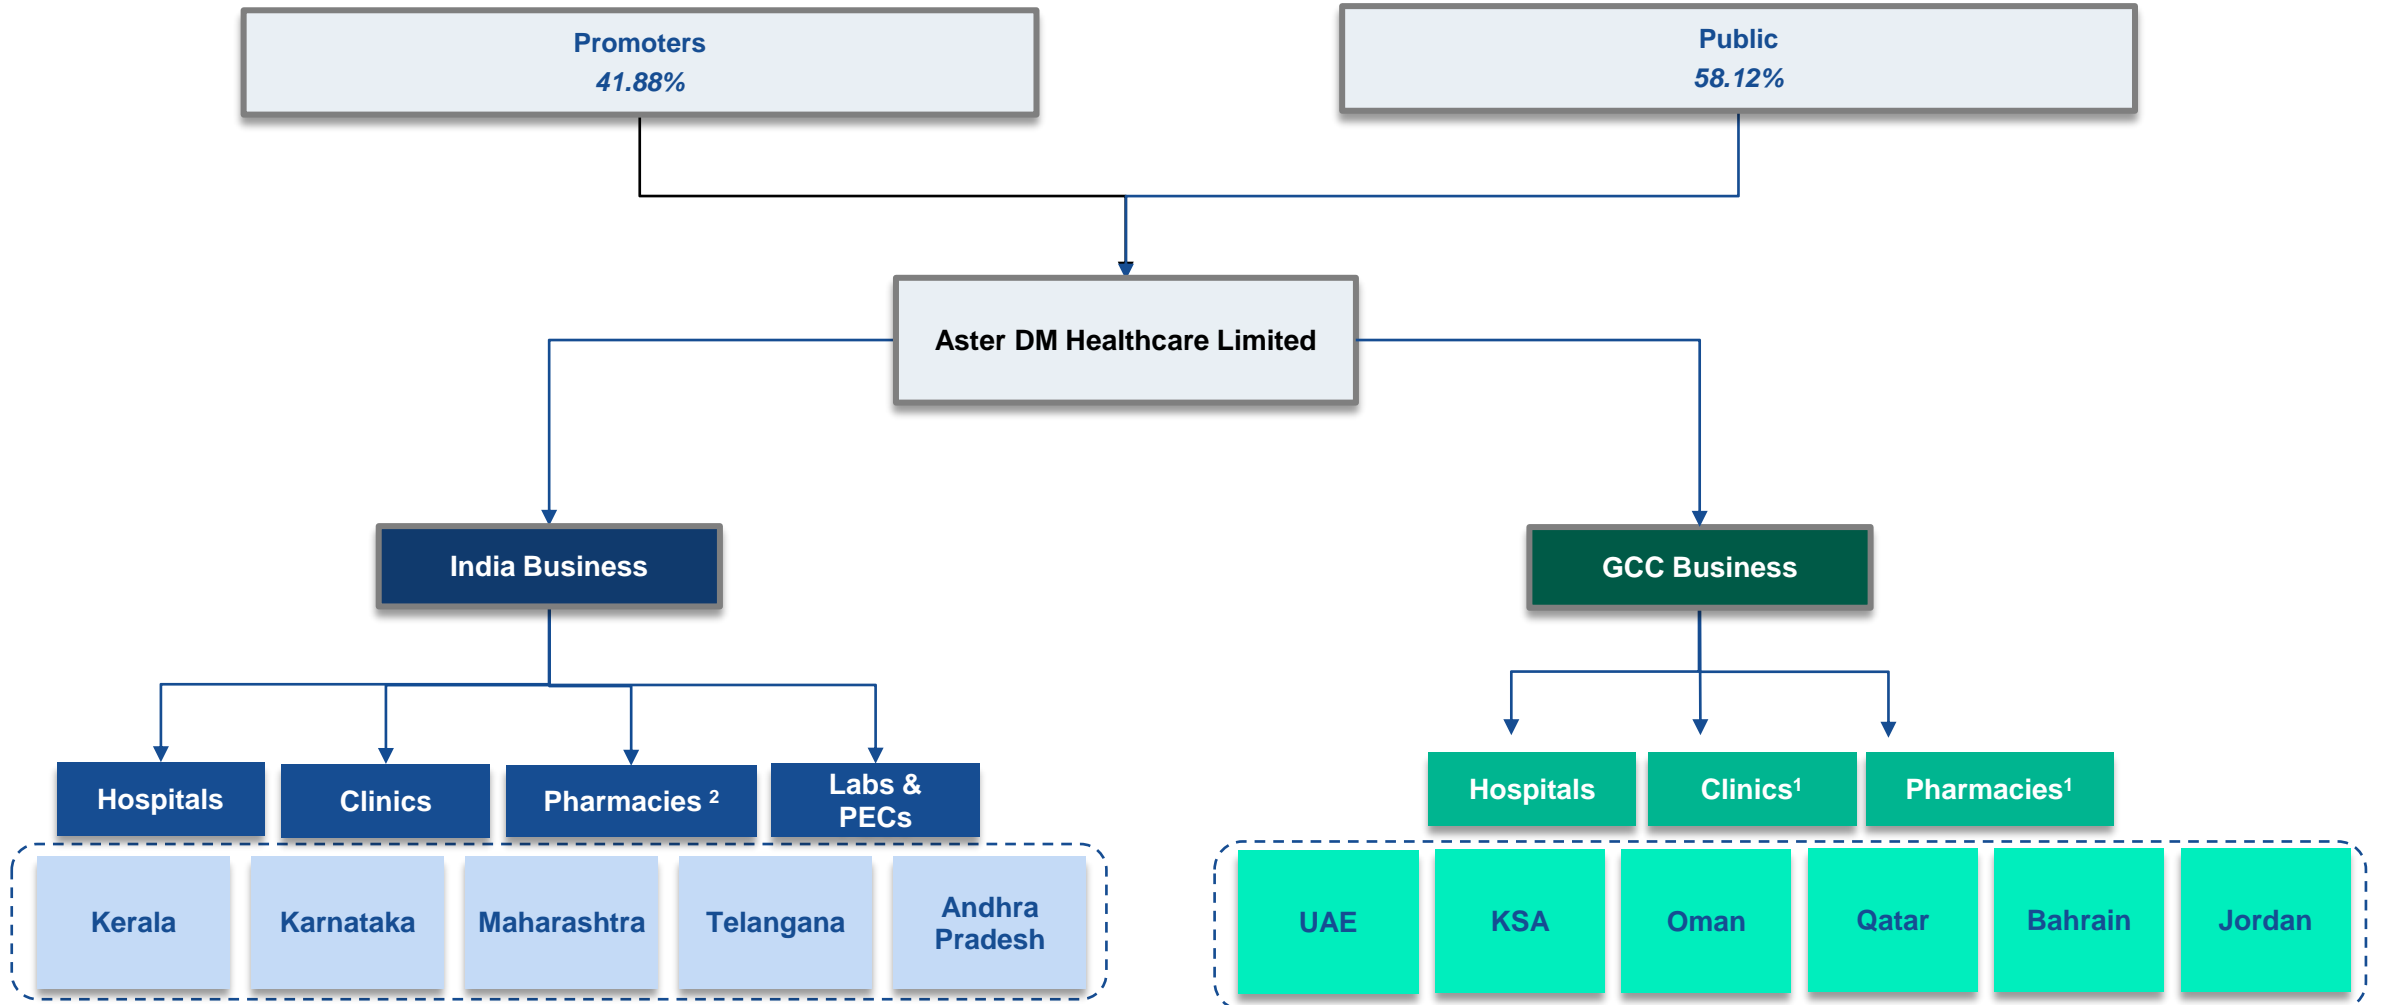 Promoters
41.88%
Public
58.12%
Aster DM Healthcare Limited
India Business
GCC Business
Hospitals
Clinics
Pharmacies ²
Labs &
PECs
Hospitals
Clinics¹
Pharmacies¹
Kerala
Karnataka
Maharashtra
Telangana
Andhra
Pradesh
UAE
KSA
Oman
Qatar
Bahrain
Jordan